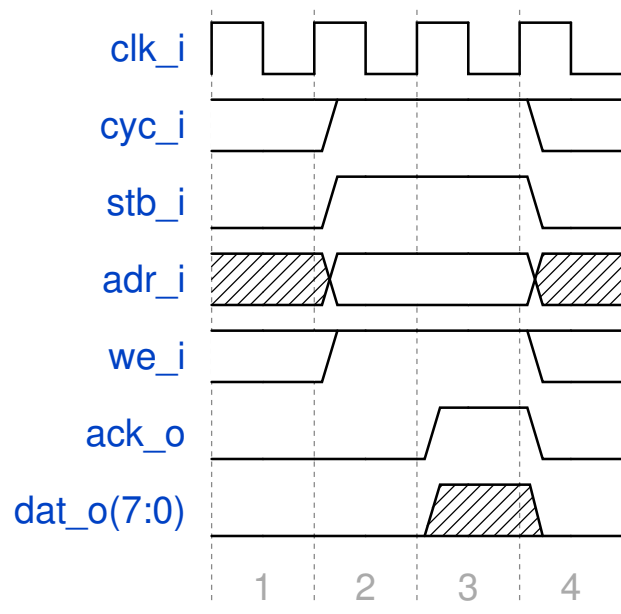 clk_i
cyc_i
stb_i
adr_i
we_i
ack_o
dat_o(7:0)
1 2 3 4